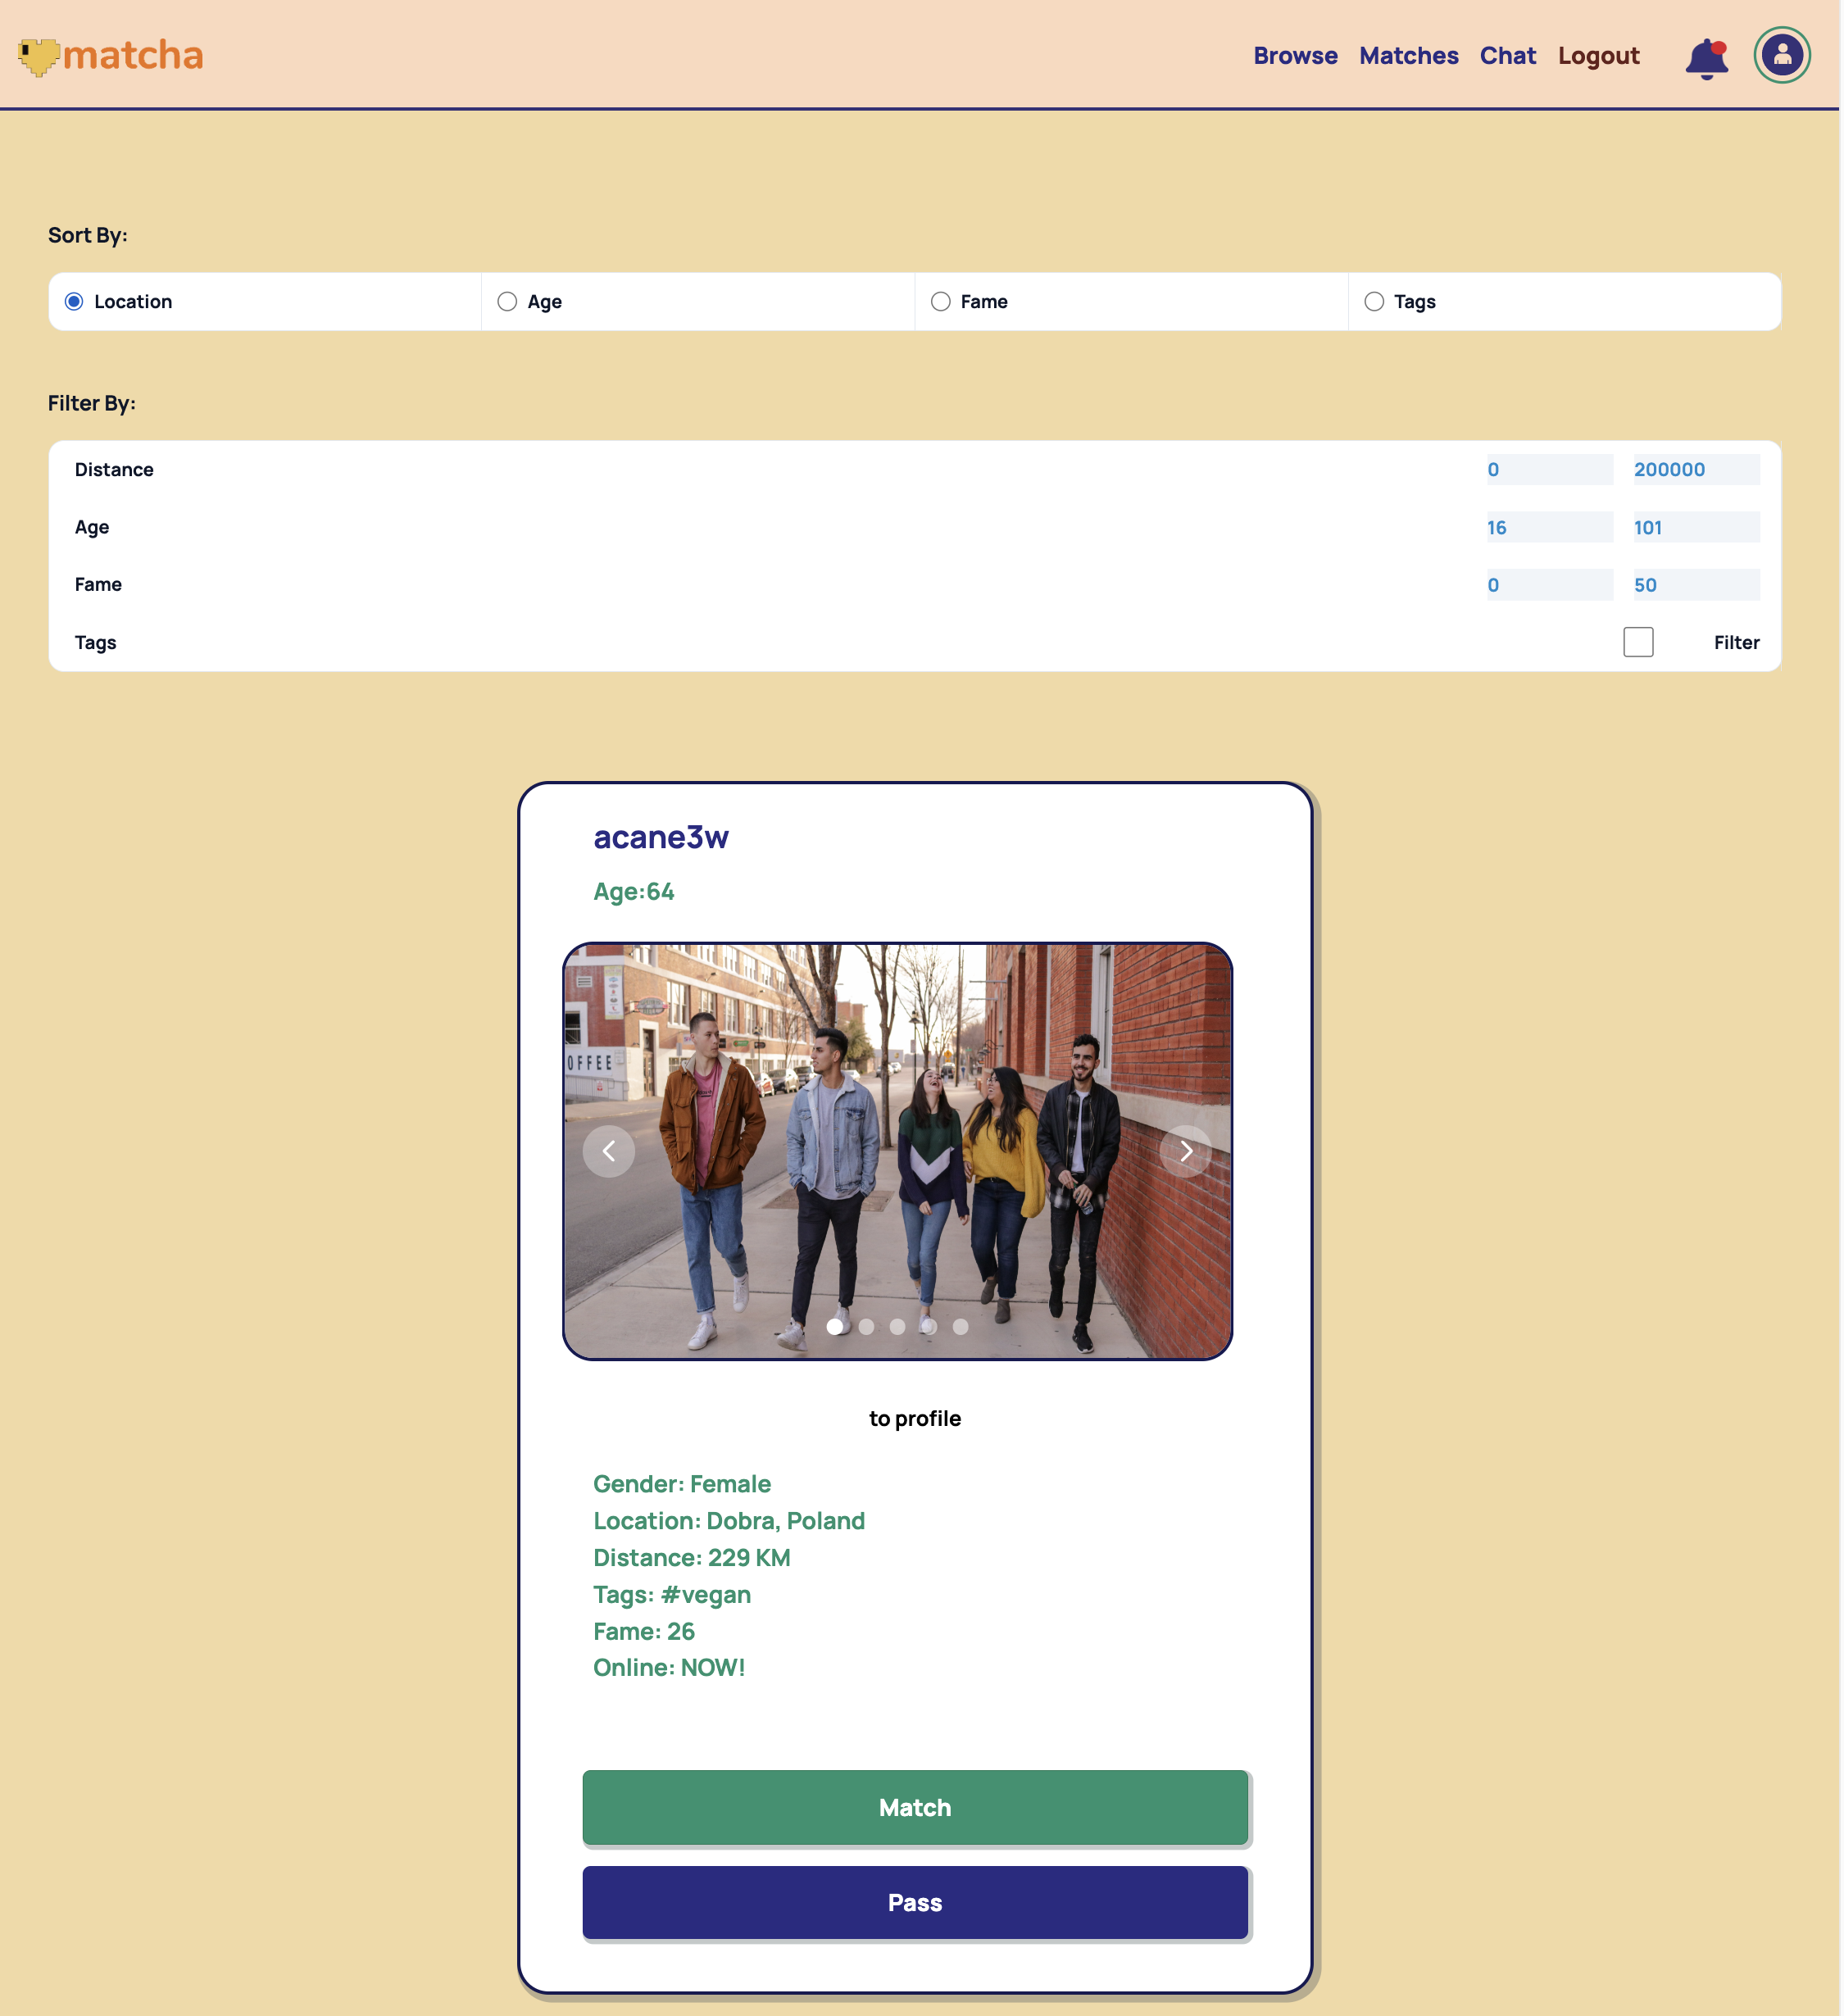 matcha
Browse Matches Chat Logout
Sort By:
Location Age Fame Tags
Filter By:
Distance 0 200000
Age 16 101
Fame 0 50
Tags Filter
acane3w
Age:64
OFFEE
to profile
Gender: Female
Location: Dobra, Poland
Distance: 229 KM
Tags: #vegan
Fame: 26
Online: NOW!
Match
Pass